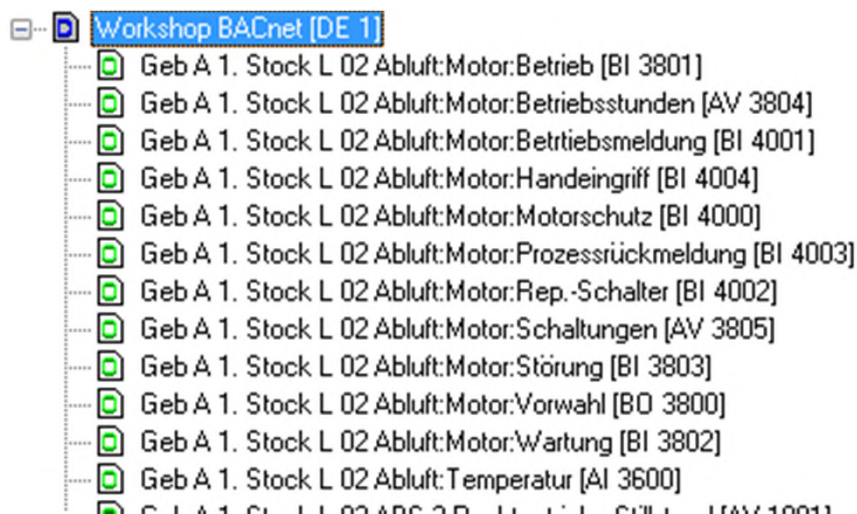 Workshop BACnet [DE 1]
Geb A 1. Stock L 02 Abluft:Motor:Betrieb [BI 3801]
Geb A 1. Stock L 02 Abluft:Motor:Betriebsstunden [AV 3804]
Geb A 1. Stock L 02 Abluft:Motor:Betrtiebsmeldung [BI 4001]
Geb A 1. Stock L 02 Abluft:Motor:Handeingriff [BI 4004]
Geb A 1. Stock L 02 Abluft:Motor:Motorschutz [BI 4000]
Geb A 1. Stock L 02 Abluft:Motor:Prozessrückmeldung [BI 4003]
Geb A 1. Stock L 02 Abluft:Motor:Rep.-Schalter [BI 4002]
Geb A 1. Stock L 02 Abluft:Motor:Schaltungen [AV 3805]
Geb A 1. Stock L 02 Abluft:Motor:Störung [BI 3803]
Geb A 1. Stock L 02 Abluft:Motor:Vorwahl [BO 3800]
Geb A 1. Stock L 02 Abluft:Motor:Wartung [BI 3802]
Geb A 1. Stock L 02 Abluft:Temperatur [AI 3600]
Geb A 1. Stock L 02